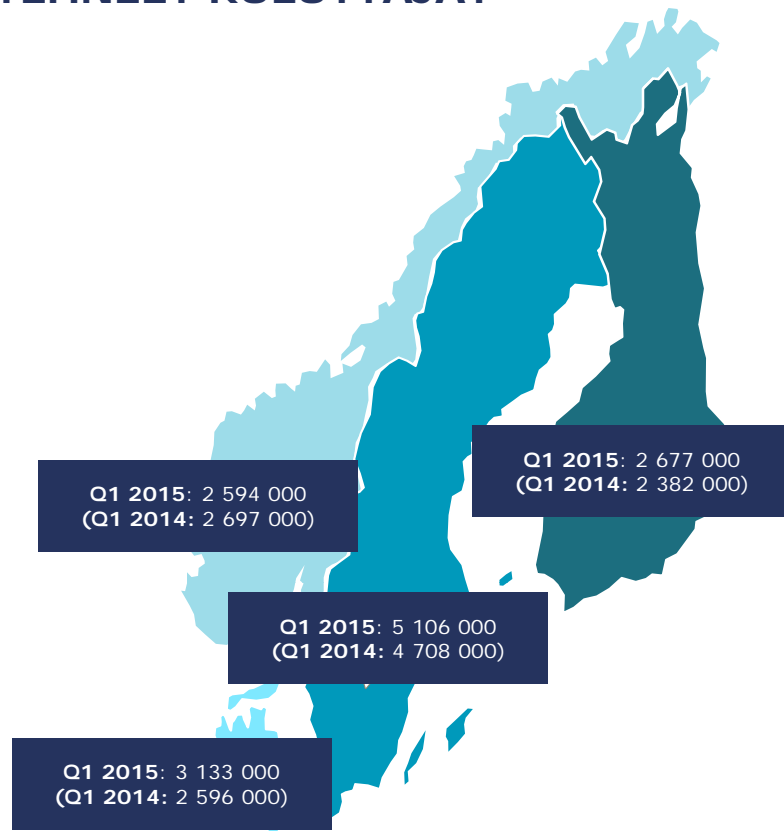 Q1 2015: 2 677 000
(Q1 2014: 2 382 000)
Q1 2015: 2 594 000
(Q1 2014: 2 697 000)
Q1 2015: 5 106 000
(Q1 2014: 4 708 000)
Q1 2015: 3 133 000
(Q1 2014: 2 596 000)